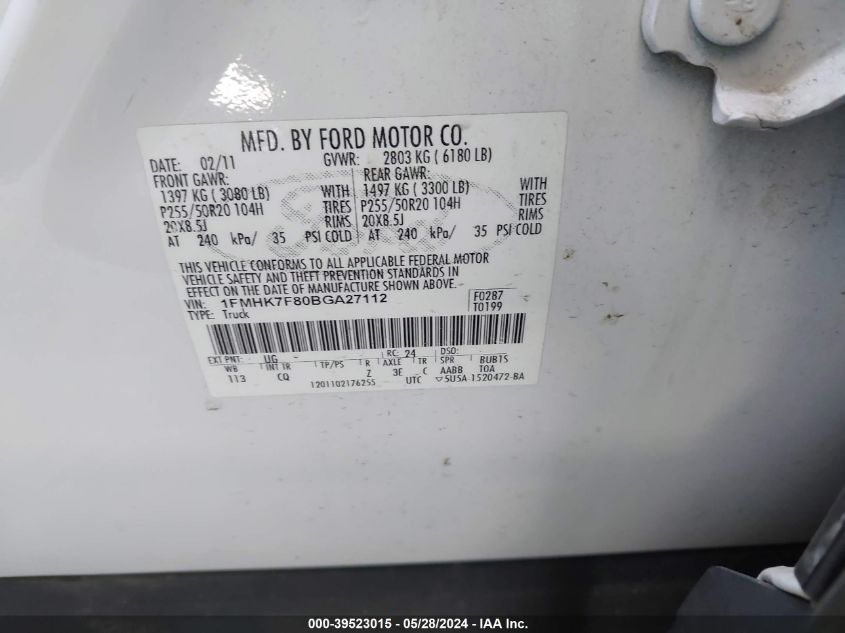 MFD. BY FORD MOTOR CO.
DATE: 02/11 GVWR: 2803 KG ( 6180 LB)
FRONT GAWR: REAR GAWR:
1397 KG ( 3080 LB) WITH 1497 KG ( 3300 LB) WITH
P255/50R20 104H TIRES P255/50R20 104H TIRES
20X8.5J RIMS 20X8.5J RIMS
AT 240 kPa/ 35 PSI COLD AT 240 kPa/ 35 PSI COLD
THIS VEHICLE CONFORMS TO ALL APPLICABLE FEDERAL MOTOR
VEHICLE SAFETY AND THEFT PREVENTION STANDARDS IN
EFFECT ON THE DATE OF MANUFACTURE SHOWN ABOVE.
VIN: 1FMHK7F80BGA27112 F0287
TYPE: Truck T0199
EXT PNT: UG - RC: 24 DSO:
WB INT TR TP/PS R AXLE TR SPR BUBTS
113 CQ Z 3E C AABB TOA
1201102176255 UTC ▽5U5A-1520472-BA
000-39523015 - 05/28/2024 - IAA Inc.